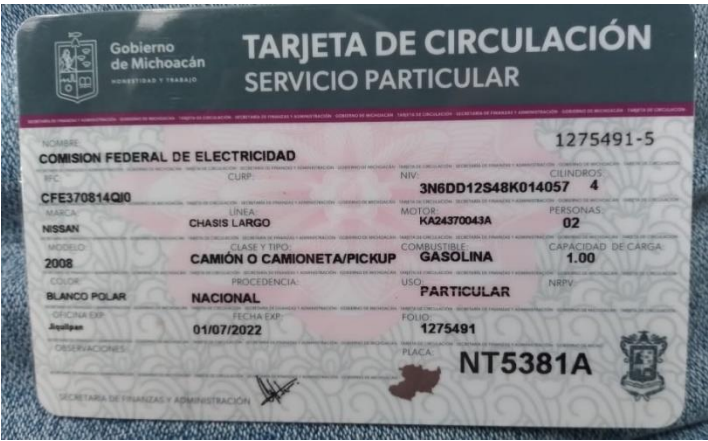 Gobierno
de Michoacán
HONESTIDAD Y TRABAJO
TARJETA DE CIRCULACIÓN
SERVICIO PARTICULAR
1275491-5
NOMBRE:
COMISION FEDERAL DE ELECTRICIDAD
RFC: CURP: NIV: CILINDROS:
CFE370814QI0 3N6DD12S48K014057 4
MARCA: LÍNEA: MOTOR: PERSONAS:
NISSAN CHASIS LARGO KA24370043A 02
MODELO: CLASE Y TIPO: COMBUSTIBLE: CAPACIDAD DE CARGA:
2008 CAMIÓN O CAMIONETA/PICKUP GASOLINA 1.00
COLOR: PROCEDENCIA: USO: NRPV:
BLANCO POLAR NACIONAL PARTICULAR
OFICINA EXP: FECHA EXP: FOLIO:
Jiquilpan 01/07/2022 1275491
OBSERVACIONES: PLACA:
NT5381A
SECRETARÍA DE FINANZAS Y ADMINISTRACIÓN